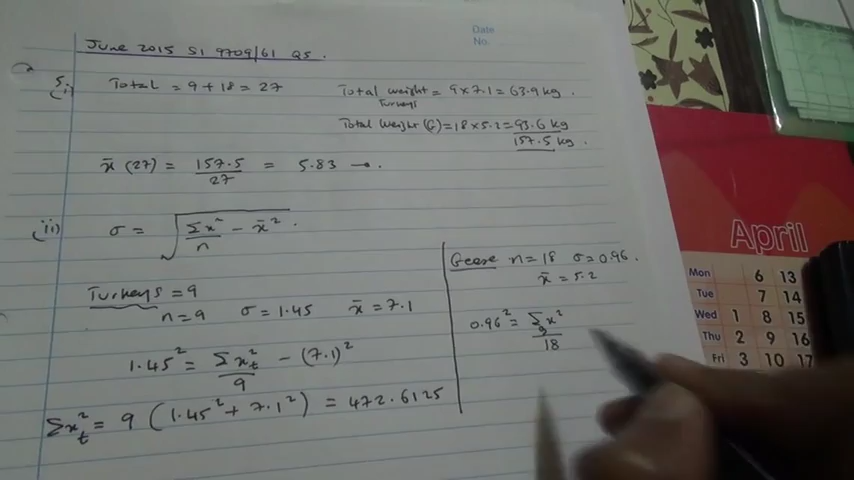 Date
No.
June 2015 S1 9709/61 Q5.
5.
(i) Total = 9 + 18 = 27
Total weight = 9 x 7.1 = 63.9 kg.
Turkeys
Total Weight (G) = 18 x 5.2 = 93.6 kg
157.5 kg.
x̄ (27) = 157.5 / 27 = 5.83
(ii) σ = √(Σx² / n - x̄²).
Turkeys = 9
n = 9 σ = 1.45 x̄ = 7.1
1.45² = Σx_t² / 9 - (7.1)²
Σx_t² = 9 (1.45² + 7.1²) = 472.6125
Geese n = 18 σ = 0.96.
x̄ = 5.2
0.96² = Σ_g x² / 18
April
Mon 6 13
Tue 7 14
Wed 1 8 15
Thu 2 9 16
Fri 3 10 17